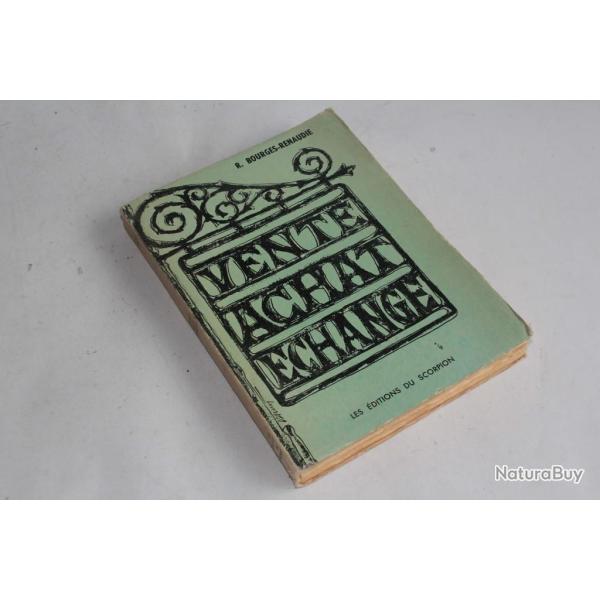 R. BOURGES-RENAUDIE
VENTE
ACHAT
ECHANGE
LES ÉDITIONS DU SCORPION
NaturaBuy